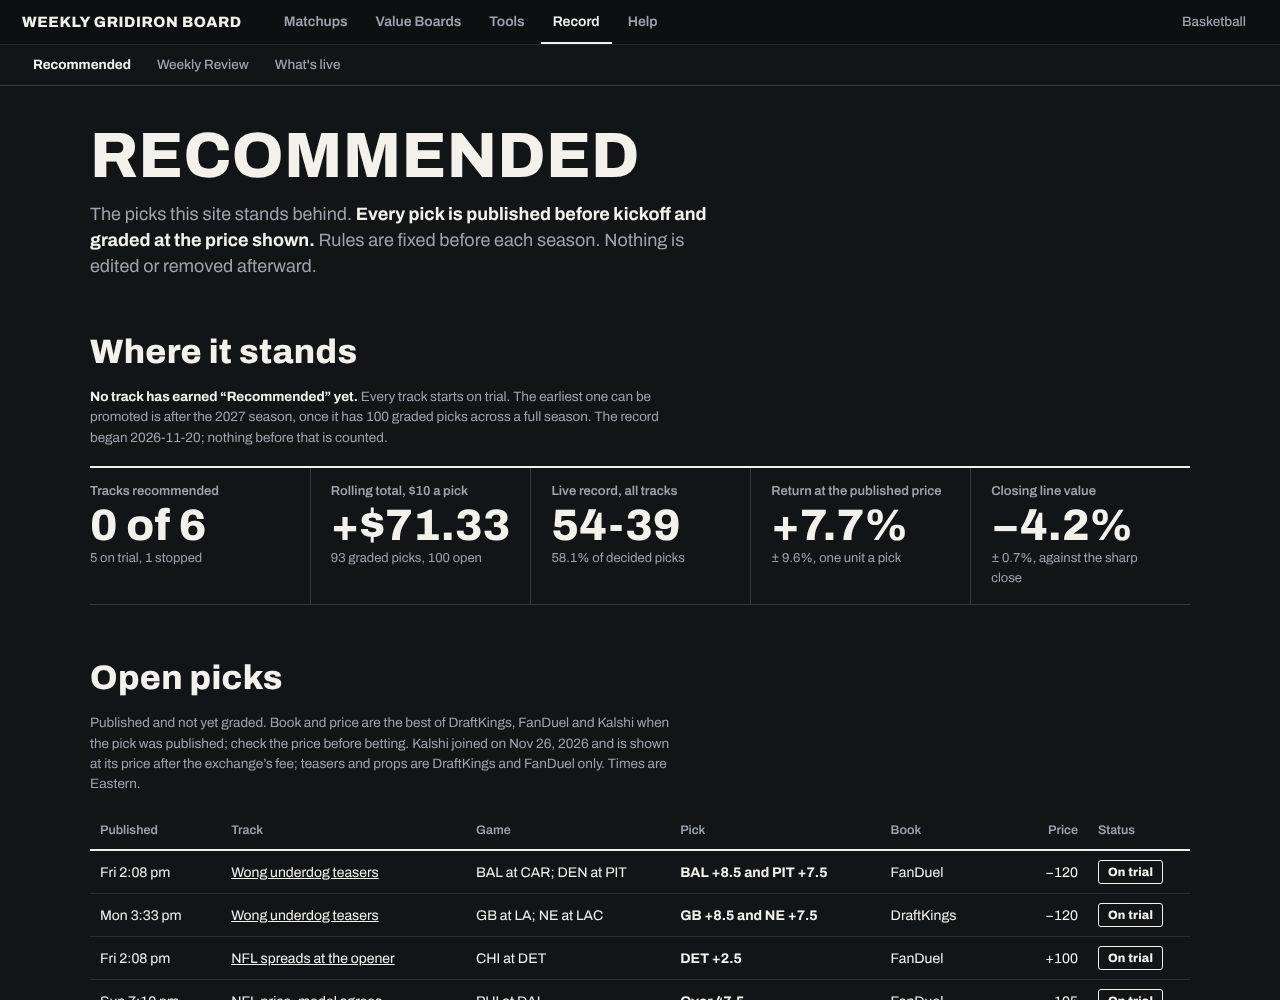 WEEKLY GRIDIRON BOARD Matchups Value Boards Tools Record Help Basketball
Recommended Weekly Review What's live
RECOMMENDED
The picks this site stands behind. Every pick is published before kickoff and
graded at the price shown. Rules are fixed before each season. Nothing is
edited or removed afterward.
Where it stands
No track has earned “Recommended” yet. Every track starts on trial. The earliest one can be
promoted is after the 2027 season, once it has 100 graded picks across a full season. The record
began 2026-11-20; nothing before that is counted.
Tracks recommended Rolling total, $10 a pick Live record, all tracks Return at the published price Closing line value
0 of 6 +$71.33 54-39 +7.7% −4.2%
5 on trial, 1 stopped 93 graded picks, 100 open 58.1% of decided picks ± 9.6%, one unit a pick ± 0.7%, against the sharp
close
Open picks
Published and not yet graded. Book and price are the best of DraftKings, FanDuel and Kalshi when
the pick was published; check the price before betting. Kalshi joined on Nov 26, 2026 and is shown
at its price after the exchange’s fee; teasers and props are DraftKings and FanDuel only. Times are
Eastern.
Published Track Game Pick Book Price Status
Fri 2:08 pm Wong underdog teasers BAL at CAR; DEN at PIT BAL +8.5 and PIT +7.5 FanDuel −120 On trial
Mon 3:33 pm Wong underdog teasers GB at LA; NE at LAC GB +8.5 and NE +7.5 DraftKings −120 On trial
Fri 2:08 pm NFL spreads at the opener CHI at DET DET +2.5 FanDuel +100 On trial